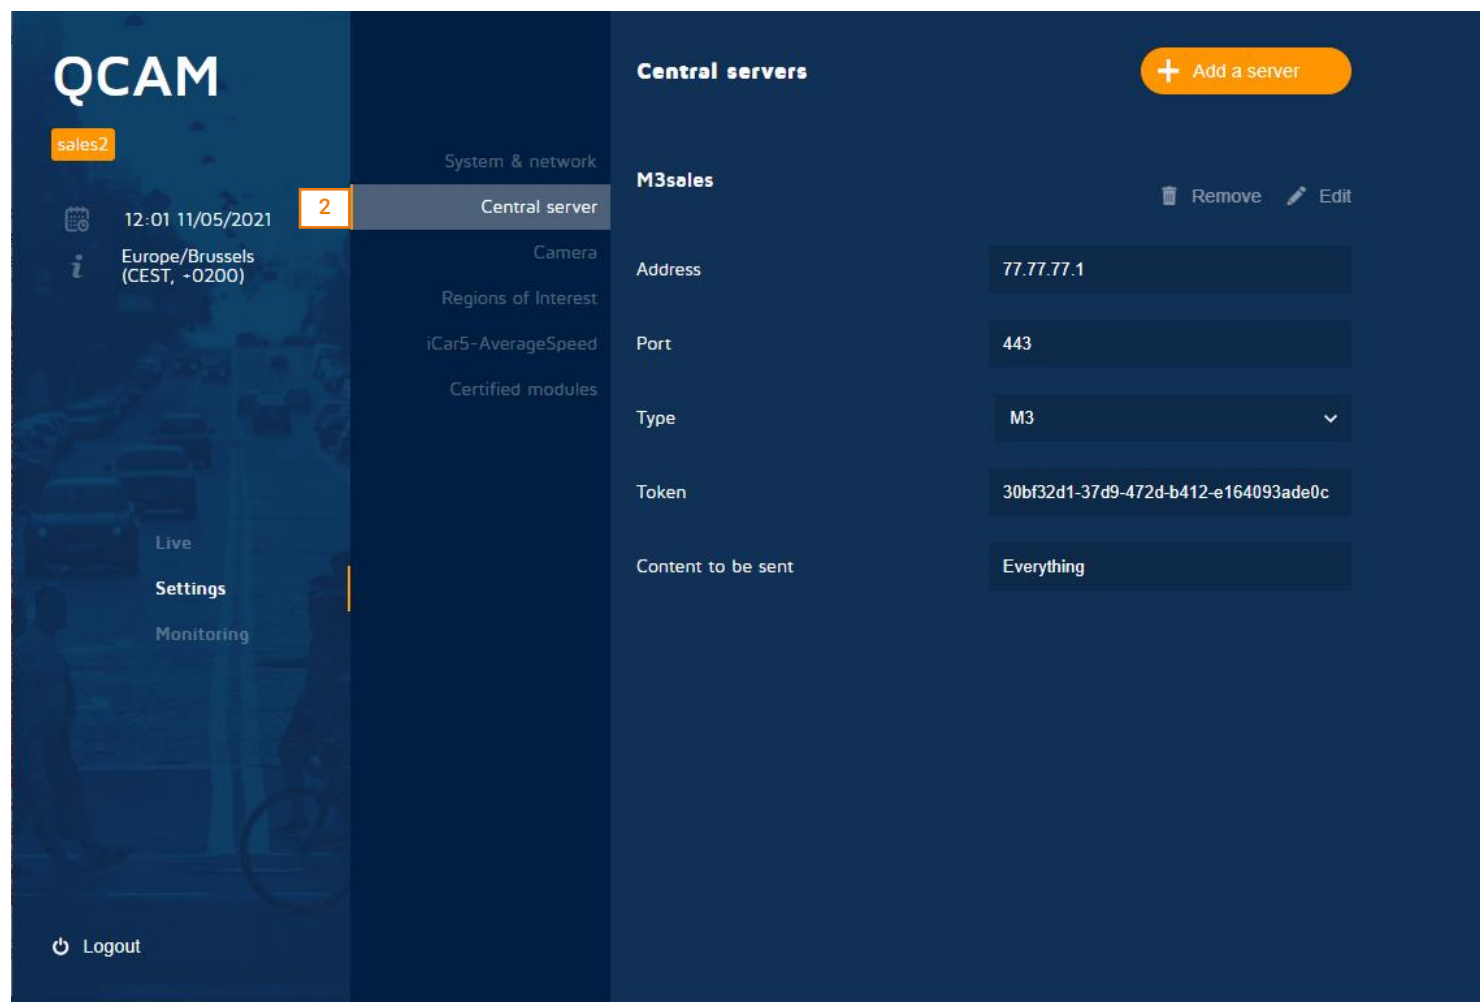 QCAM
sales2
12:01 11/05/2021
Europe/Brussels
(CEST, +0200)
Live
Settings
Monitoring
Logout
System & network
2
Central server
Camera
Regions of Interest
iCar5-AverageSpeed
Certified modules
Central servers
Add a server
M3sales
Remove Edit
Address 77.77.77.1
Port 443
Type M3
Token 30bf32d1-37d9-472d-b412-e164093ade0c
Content to be sent Everything